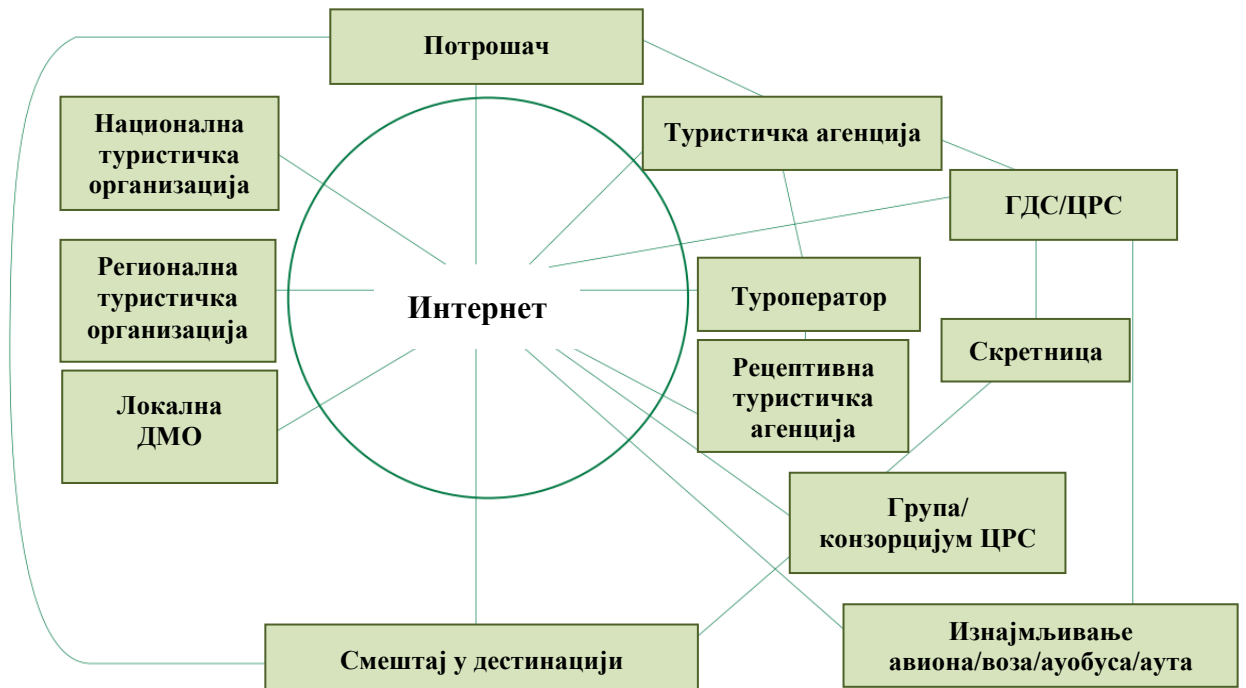 Потрошач
Национална
туристичка
организација
Туристичка агенција
ГДС/ЦРС
Регионална
туристичка
организација
Интернет
Туроператор
Скретница
Рецептивна
туристичка
агенција
Локална
ДМО
Група/
конзорцијум ЦРС
Смештај у дестинацији
Изнајмљивање
авиона/воза/ауобуса/аута